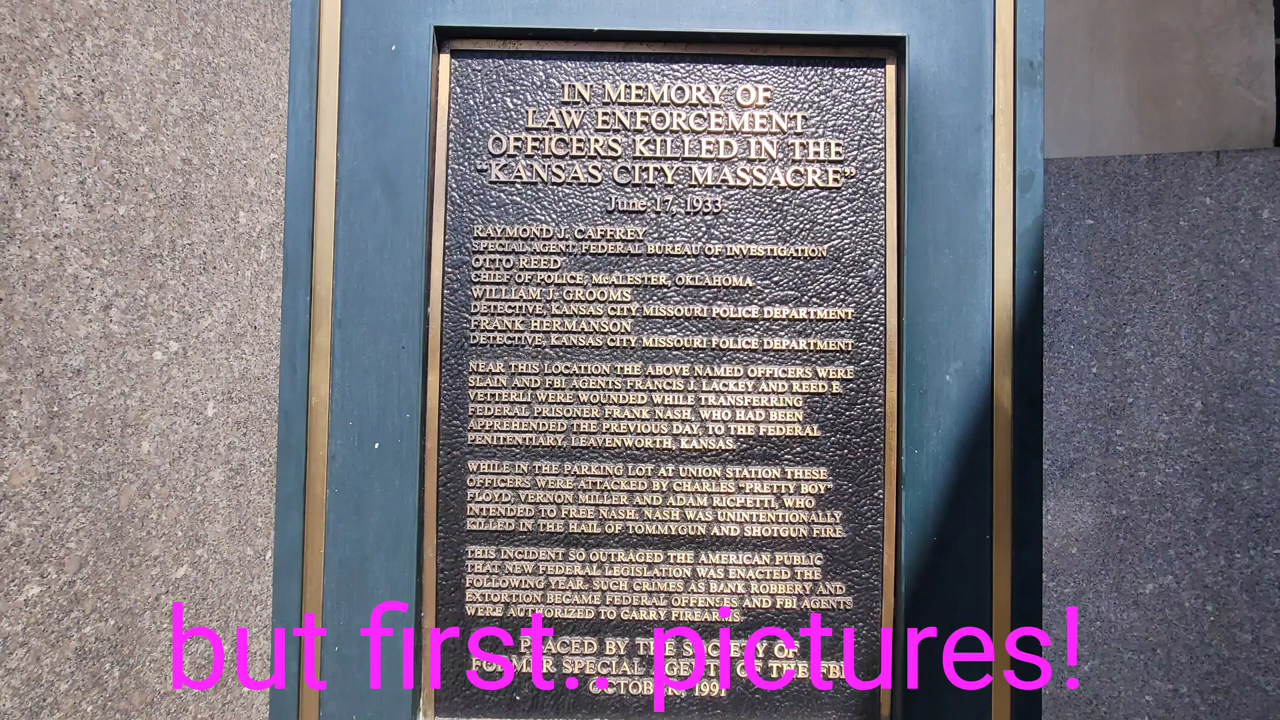 IN MEMORY OF
LAW ENFORCEMENT
OFFICERS KILLED IN THE
"KANSAS CITY MASSACRE"
June 17, 1933
RAYMOND J. CAFFREY
SPECIAL AGENT, FEDERAL BUREAU OF INVESTIGATION
OTTO REED
CHIEF OF POLICE, McALESTER, OKLAHOMA
WILLIAM J. GROOMS
DETECTIVE, KANSAS CITY MISSOURI POLICE DEPARTMENT
FRANK HERMANSON
DETECTIVE, KANSAS CITY MISSOURI POLICE DEPARTMENT
NEAR THIS LOCATION THE ABOVE NAMED OFFICERS WERE
SLAIN AND FBI AGENTS FRANCIS J. LACKEY AND REED E.
VETTERLI WERE WOUNDED WHILE TRANSFERRING
FEDERAL PRISONER FRANK NASH, WHO HAD BEEN
APPREHENDED THE PREVIOUS DAY, TO THE FEDERAL
PENITENTIARY, LEAVENWORTH, KANSAS.
WHILE IN THE PARKING LOT AT UNION STATION THESE
OFFICERS WERE ATTACKED BY CHARLES "PRETTY BOY"
FLOYD, VERNON MILLER AND ADAM RICHETTI, WHO
INTENDED TO FREE NASH. NASH WAS UNINTENTIONALLY
KILLED IN THE HAIL OF TOMMYGUN AND SHOTGUN FIRE.
THIS INCIDENT SO OUTRAGED THE AMERICAN PUBLIC
THAT NEW FEDERAL LEGISLATION WAS ENACTED THE
FOLLOWING YEAR. SUCH CRIMES AS BANK ROBBERY AND
EXTORTION BECAME FEDERAL OFFENSES AND FBI AGENTS
WERE AUTHORIZED TO CARRY FIREARMS.
PLACED BY THE SOCIETY OF
FORMER SPECIAL AGENTS OF THE FBI
OCTOBER, 1991
but first... pictures!